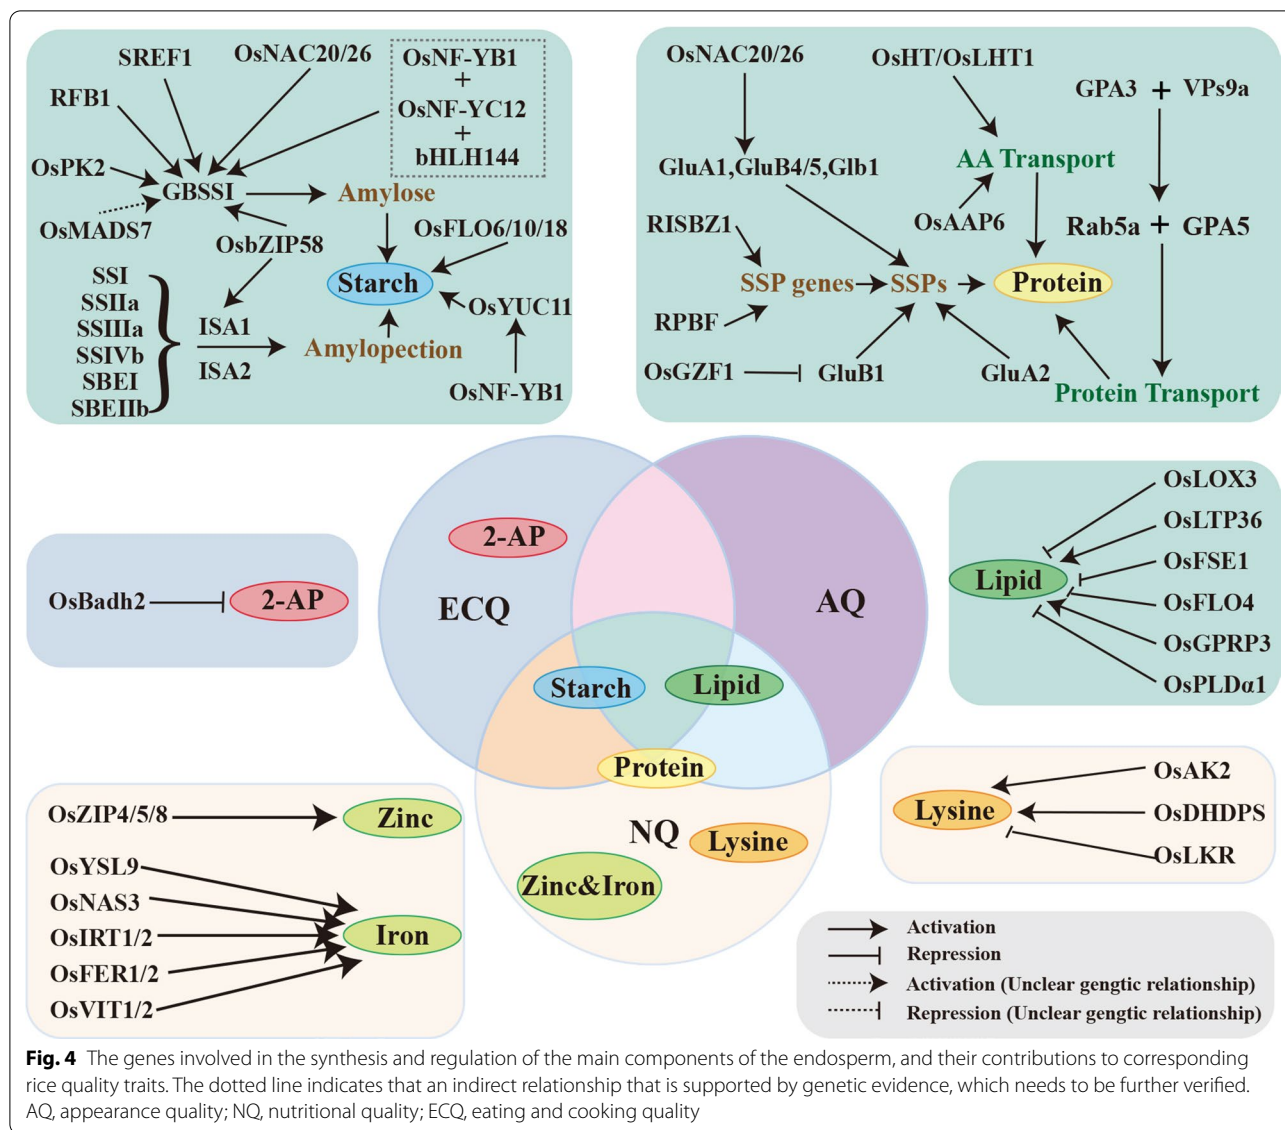 SREF1
OsNAC20/26
OsNF-YB1
+
OsNF-YC12
+
bHLH144
RFB1
OsPK2
GBSSI
Amylose
OsMADS7
OsbZIP58
OsFLO6/10/18
Starch
SSI
SSIIa
SSIIIa
SSIVb
SBEI
SBEIIb
ISA1
ISA2
Amylopection
OsYUC11
OsNF-YB1
OsNAC20/26
OsHT/OsLHT1
GPA3 + VPs9a
GluA1,GluB4/5,Glb1
AA Transport
RISBZ1
OsAAP6
Rab5a + GPA5
SSP genes
SSPs
Protein
RPBF
OsGZF1
GluB1
GluA2
Protein Transport
OsBadh2
2-AP
2-AP
ECQ
AQ
Starch
Lipid
Protein
NQ
Lysine
Zinc&Iron
Lipid
OsLOX3
OsLTP36
OsFSE1
OsFLO4
OsGPRP3
OsPLDα1
Lysine
OsAK2
OsDHDPS
OsLKR
OsZIP4/5/8
Zinc
OsYSL9
OsNAS3
OsIRT1/2
OsFER1/2
OsVIT1/2
Iron
Activation
Repression
Activation (Unclear gengtic relationship)
Repression (Unclear gengtic relationship)
Fig. 4 The genes involved in the synthesis and regulation of the main components of the endosperm, and their contributions to corresponding
rice quality traits. The dotted line indicates that an indirect relationship that is supported by genetic evidence, which needs to be further verified.
AQ, appearance quality; NQ, nutritional quality; ECQ, eating and cooking quality